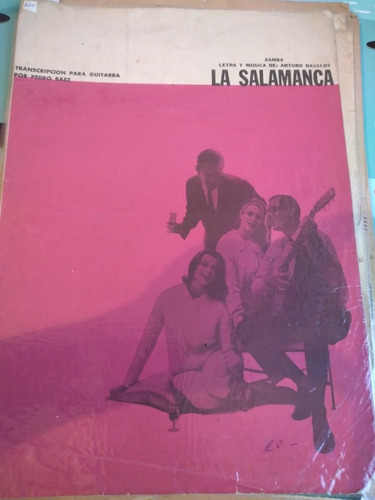 ZAMBA
LETRA Y MUSICA DE: ARTURO DAVALOS
LA SALAMANCA
TRANSCRIPCION PARA GUITARRA
POR PEDRO BAEZ